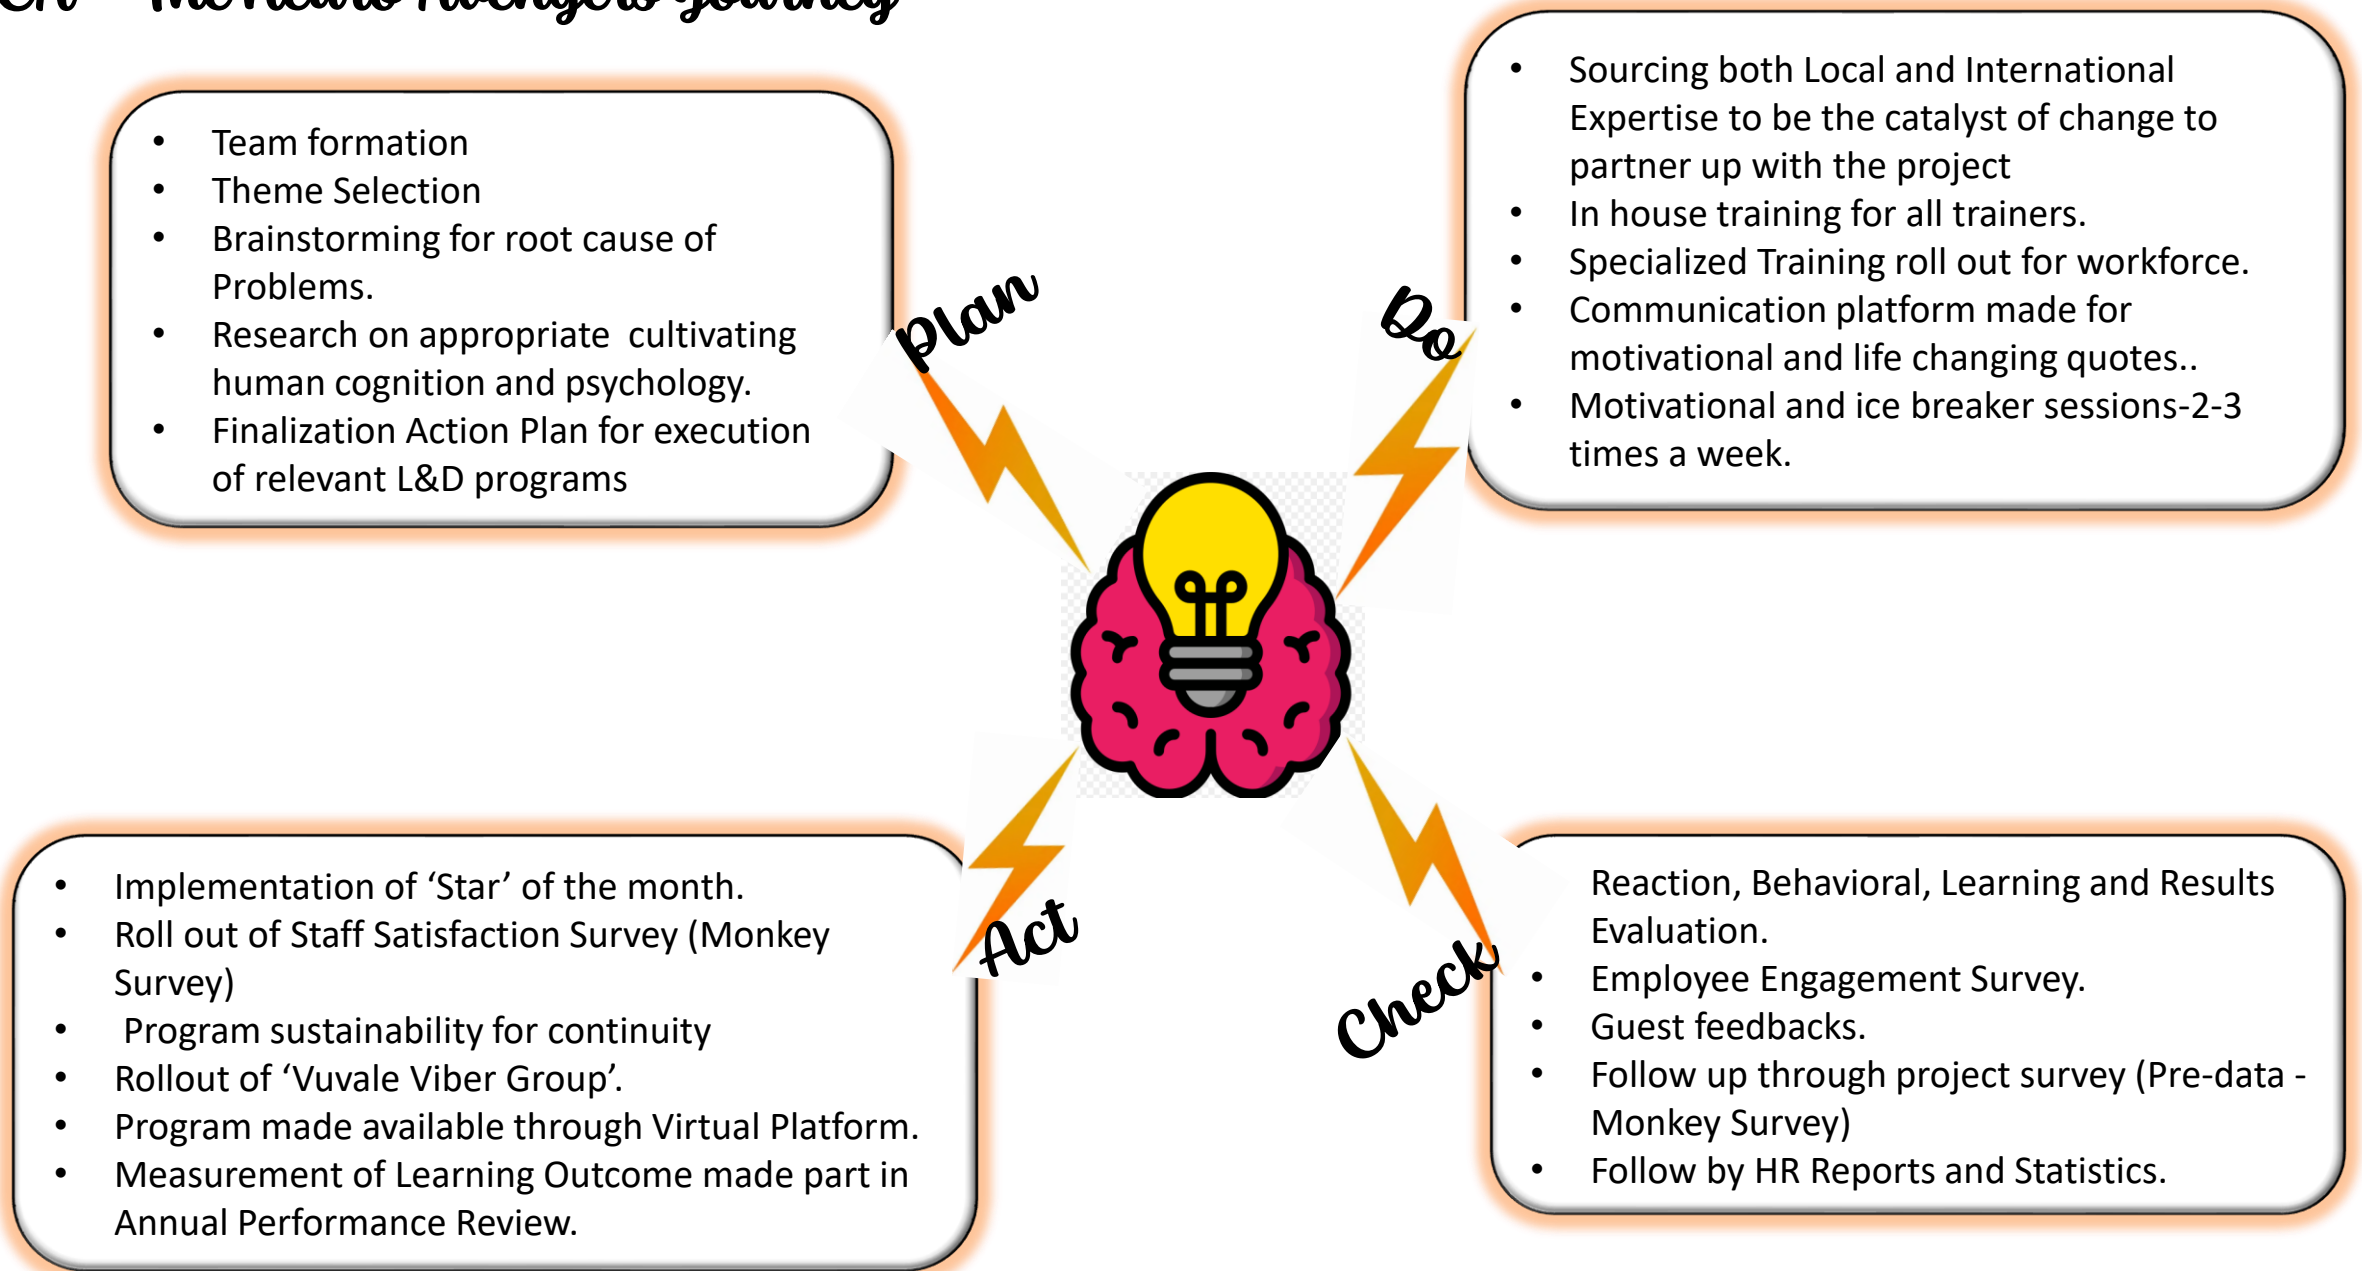 The Neuro Avengers Journey
• Team formation
• Theme Selection
• Brainstorming for root cause of
Problems.
• Research on appropriate  cultivating
human cognition and psychology.
• Finalization Action Plan for execution
of relevant L&D programs
Plan
• Sourcing both Local and International
Expertise to be the catalyst of change to
partner up with the project
• In house training for all trainers.
• Specialized Training roll out for workforce.
• Communication platform made for
motivational and life changing quotes..
• Motivational and ice breaker sessions-2-3
times a week.
Do
• Implementation of ‘Star’ of the month.
• Roll out of Staff Satisfaction Survey (Monkey
Survey)
• Program sustainability for continuity
• Rollout of ‘Vuvale Viber Group’.
• Program made available through Virtual Platform.
• Measurement of Learning Outcome made part in
Annual Performance Review.
Act
Reaction, Behavioral, Learning and Results
Evaluation.
• Employee Engagement Survey.
• Guest feedbacks.
• Follow up through project survey (Pre-data -
Monkey Survey)
• Follow by HR Reports and Statistics.
Check